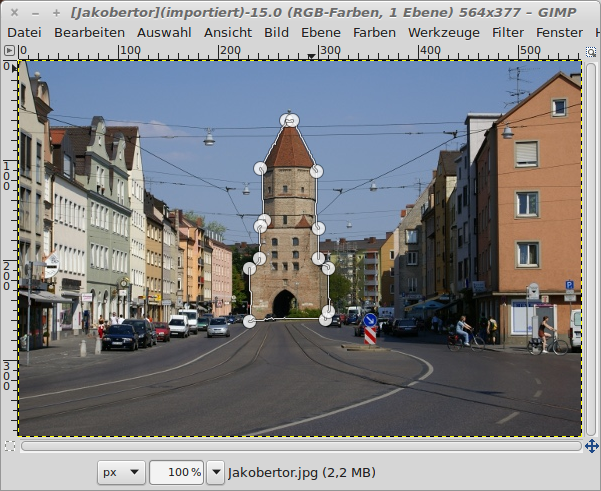 [Jakobertor](importiert)-15.0 (RGB-Farben, 1 Ebene) 564x377 – GIMP
Datei Bearbeiten Auswahl Ansicht Bild Ebene Farben Werkzeuge Filter Fenster H
0 100 200 300 400 500
0
100
200
300
P
px 100 % Jakobertor.jpg (2,2 MB)